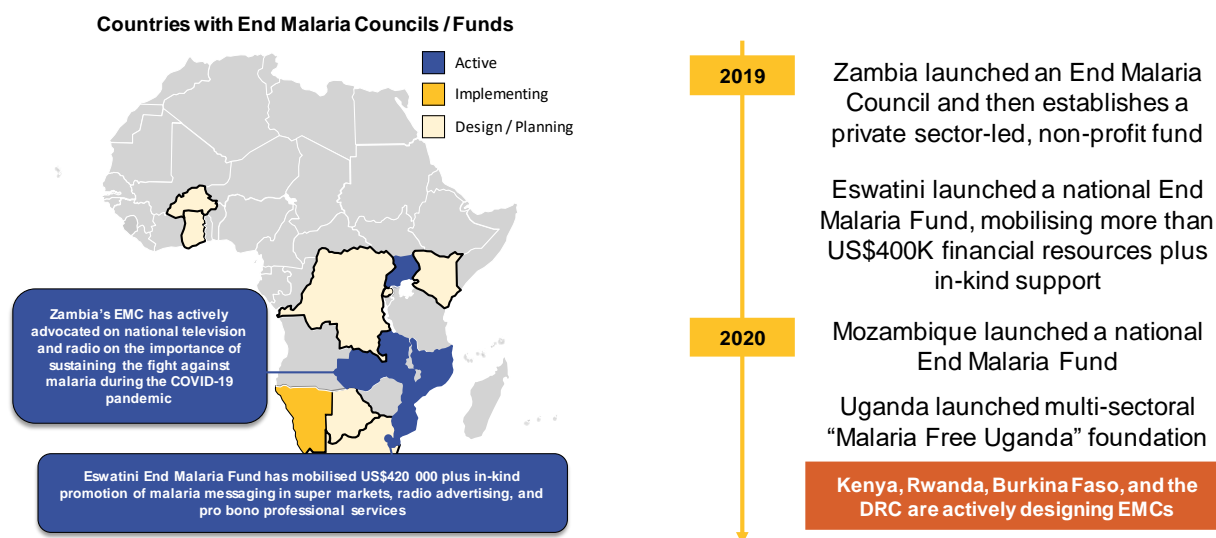 Countries with End Malaria Councils / Funds
Active
Implementing
Design / Planning
Zambia's EMC has actively
advocated on national television
and radio on the importance of
sustaining the fight against
malaria during the COVID-19
pandemic
Eswatini End Malaria Fund has mobilised US$420 000 plus in-kind
promotion of malaria messaging in super markets, radio advertising, and
pro bono professional services
2019
Zambia launched an End Malaria
Council and then establishes a
private sector-led, non-profit fund
Eswatini launched a national End
Malaria Fund, mobilising more than
US$400K financial resources plus
in-kind support
2020
Mozambique launched a national
End Malaria Fund
Uganda launched multi-sectoral
“Malaria Free Uganda” foundation
Kenya, Rwanda, Burkina Faso, and the
DRC are actively designing EMCs